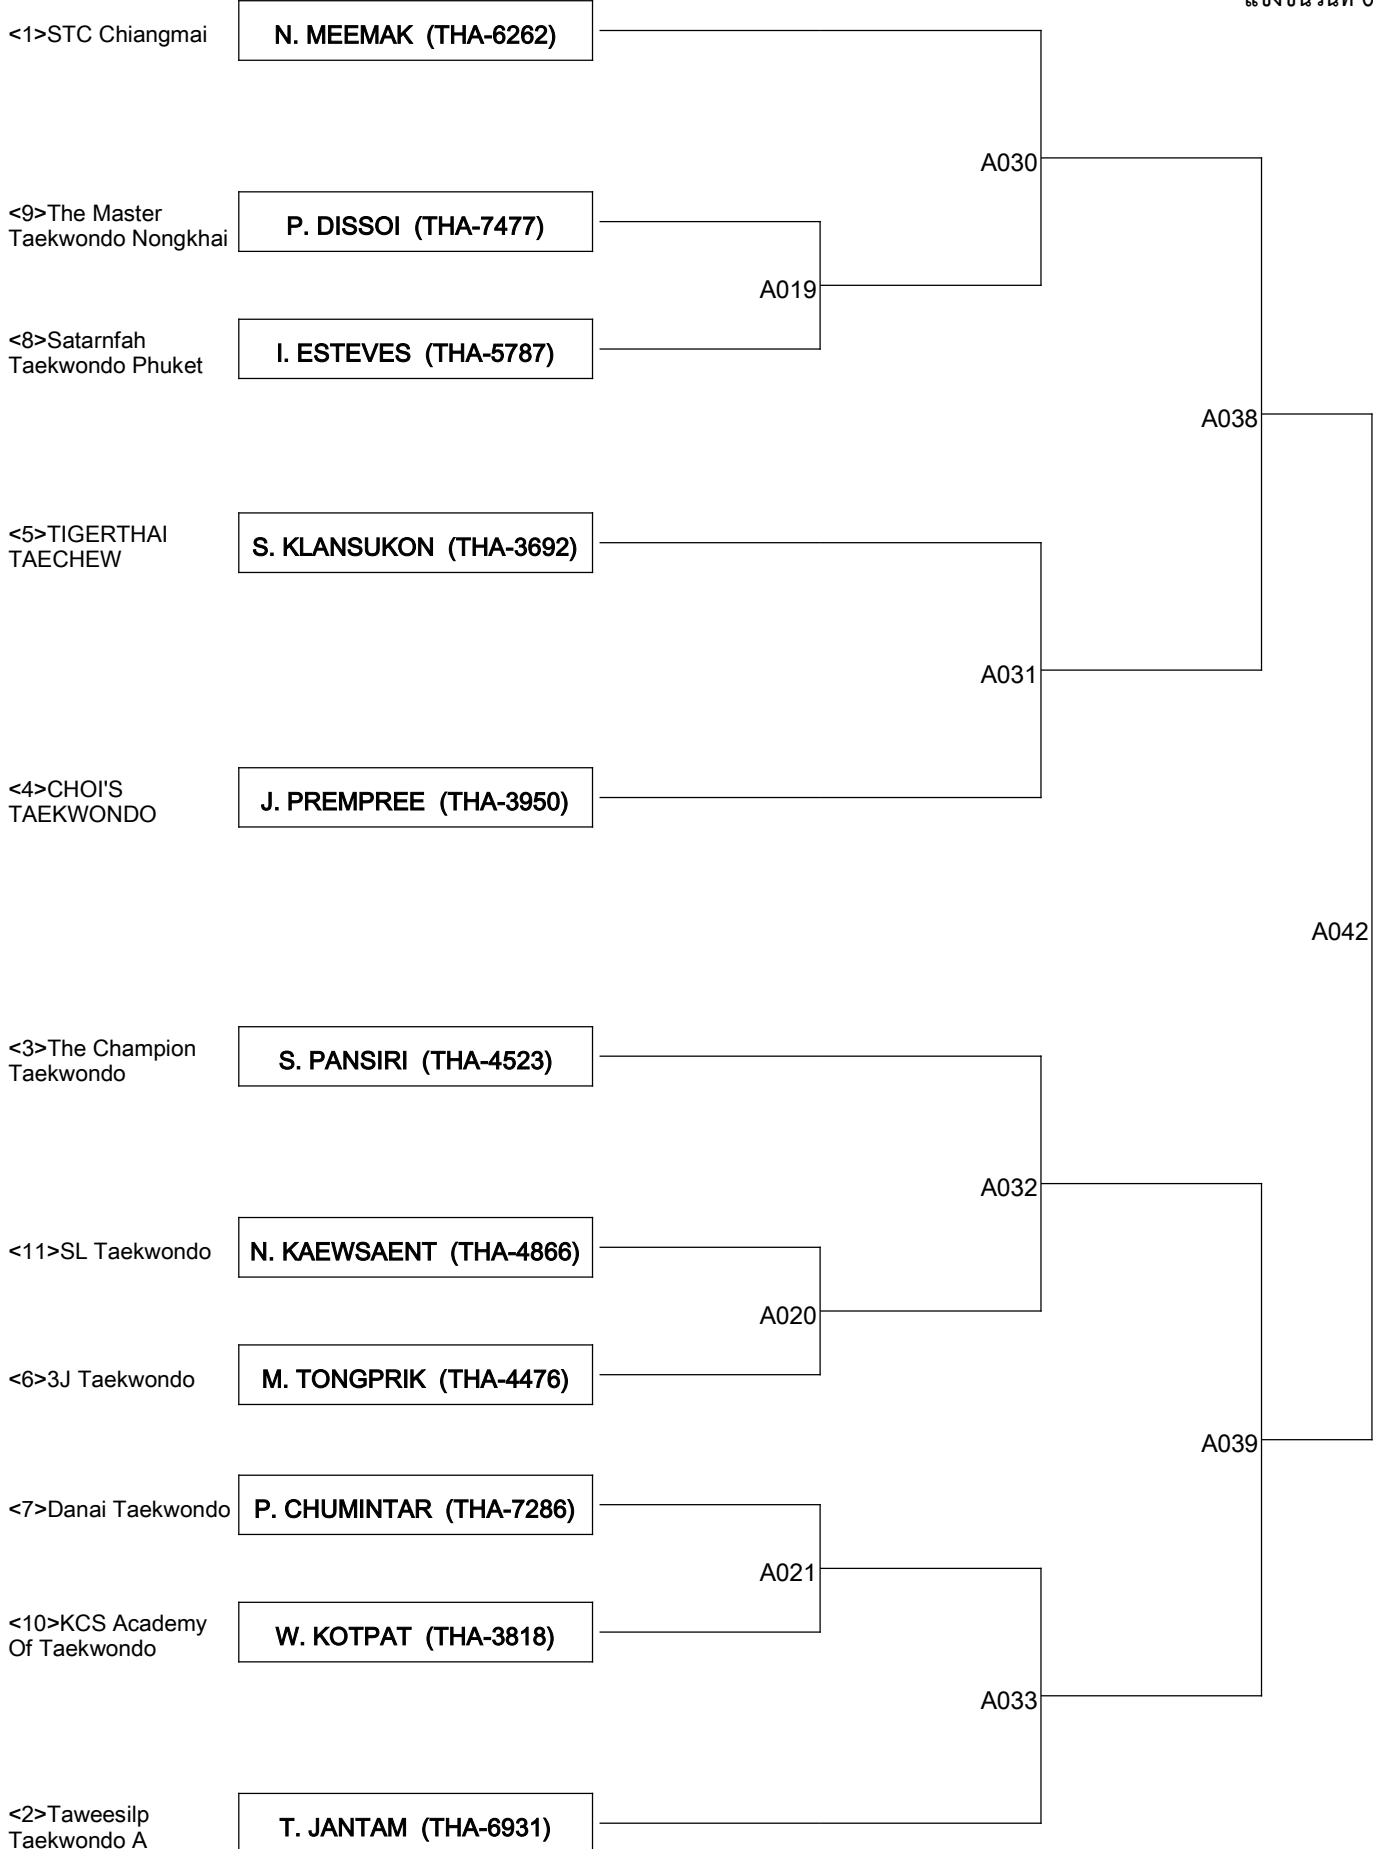 <1>STC Chiangmai
N. MEEMAK (THA-6262)
A030
<9>The Master
Taekwondo Nongkhai
P. DISSOI (THA-7477)
A019
<8>Satarnfah
Taekwondo Phuket
I. ESTEVES (THA-5787)
A038
<5>TIGERTHAI
TAECHEW
S. KLANSUKON (THA-3692)
A031
<4>CHOI'S
TAEKWONDO
J. PREMPREE (THA-3950)
A042
<3>The Champion
Taekwondo
S. PANSIRI (THA-4523)
A032
<11>SL Taekwondo
N. KAEWSAENT (THA-4866)
A020
<6>3J Taekwondo
M. TONGPRIK (THA-4476)
A039
<7>Danai Taekwondo
P. CHUMINTAR (THA-7286)
A021
<10>KCS Academy
Of Taekwondo
W. KOTPAT (THA-3818)
A033
<2>Taweesilp
Taekwondo A
T. JANTAM (THA-6931)